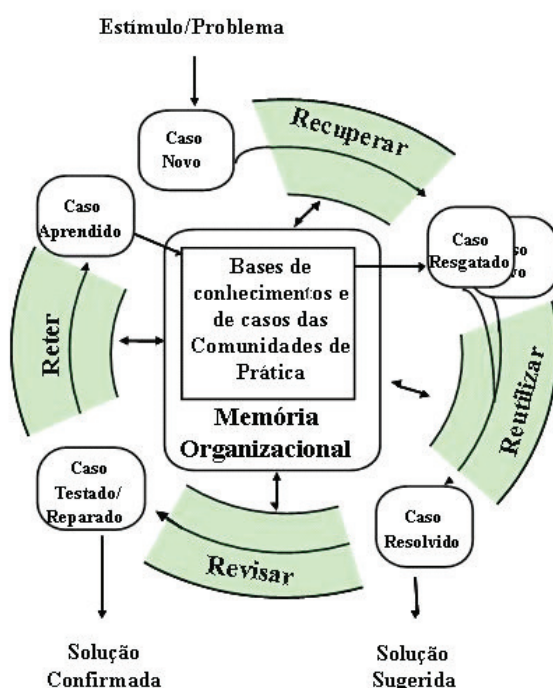 Estímulo/Problema
Caso
Novo
Recuperar
Caso
Aprendido
Caso
Resgatado
Bases de
conhecimentos e
de casos das
Comunidades de
Prática
Memória
Organizacional
Reter
Reutilizar
Caso
Testado/
Reparado
Caso
Resolvido
Revisar
Solução
Confirmada
Solução
Sugerida